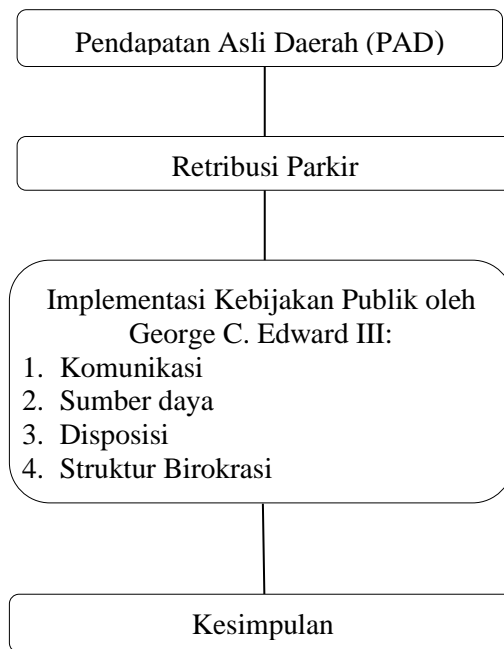 Pendapatan Asli Daerah (PAD)
Retribusi Parkir
Implementasi Kebijakan Publik oleh
George C. Edward III:
1. Komunikasi
2. Sumber daya
3. Disposisi
4. Struktur Birokrasi
Kesimpulan